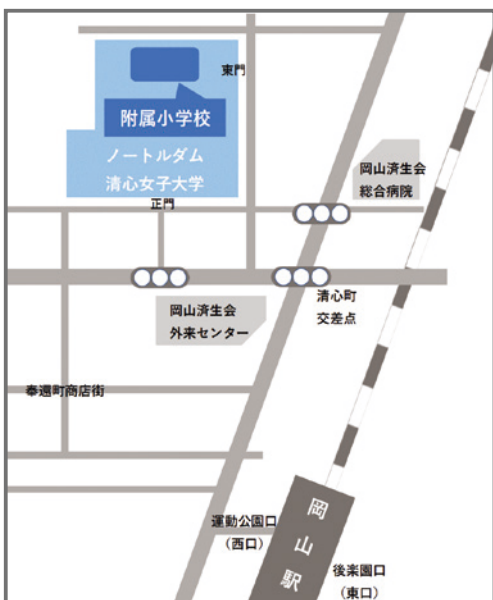 東門
附属小学校
ノートルダム
清心女子大学
正門
岡山済生会
総合病院
清心町
交差点
岡山済生会
外来センター
奉還町商店街
運動公園口
（西口）
岡山駅
後楽園口
（東口）